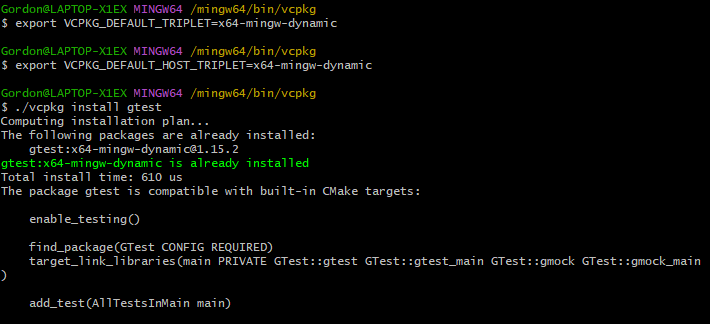 Gordon@LAPTOP-X1EX MINGW64 /mingw64/bin/vcpkg
$ export VCPKG_DEFAULT_TRIPLET=x64-mingw-dynamic
Gordon@LAPTOP-X1EX MINGW64 /mingw64/bin/vcpkg
$ export VCPKG_DEFAULT_HOST_TRIPLET=x64-mingw-dynamic
Gordon@LAPTOP-X1EX MINGW64 /mingw64/bin/vcpkg
$ ./vcpkg install gtest
Computing installation plan...
The following packages are already installed:
    gtest:x64-mingw-dynamic@1.15.2
gtest:x64-mingw-dynamic is already installed
Total install time: 610 us
The package gtest is compatible with built-in CMake targets:
    enable_testing()
    find_package(GTest CONFIG REQUIRED)
    target_link_libraries(main PRIVATE GTest::gtest GTest::gtest_main GTest::gmock GTest::gmock_main
)
    add_test(AllTestsInMain main)